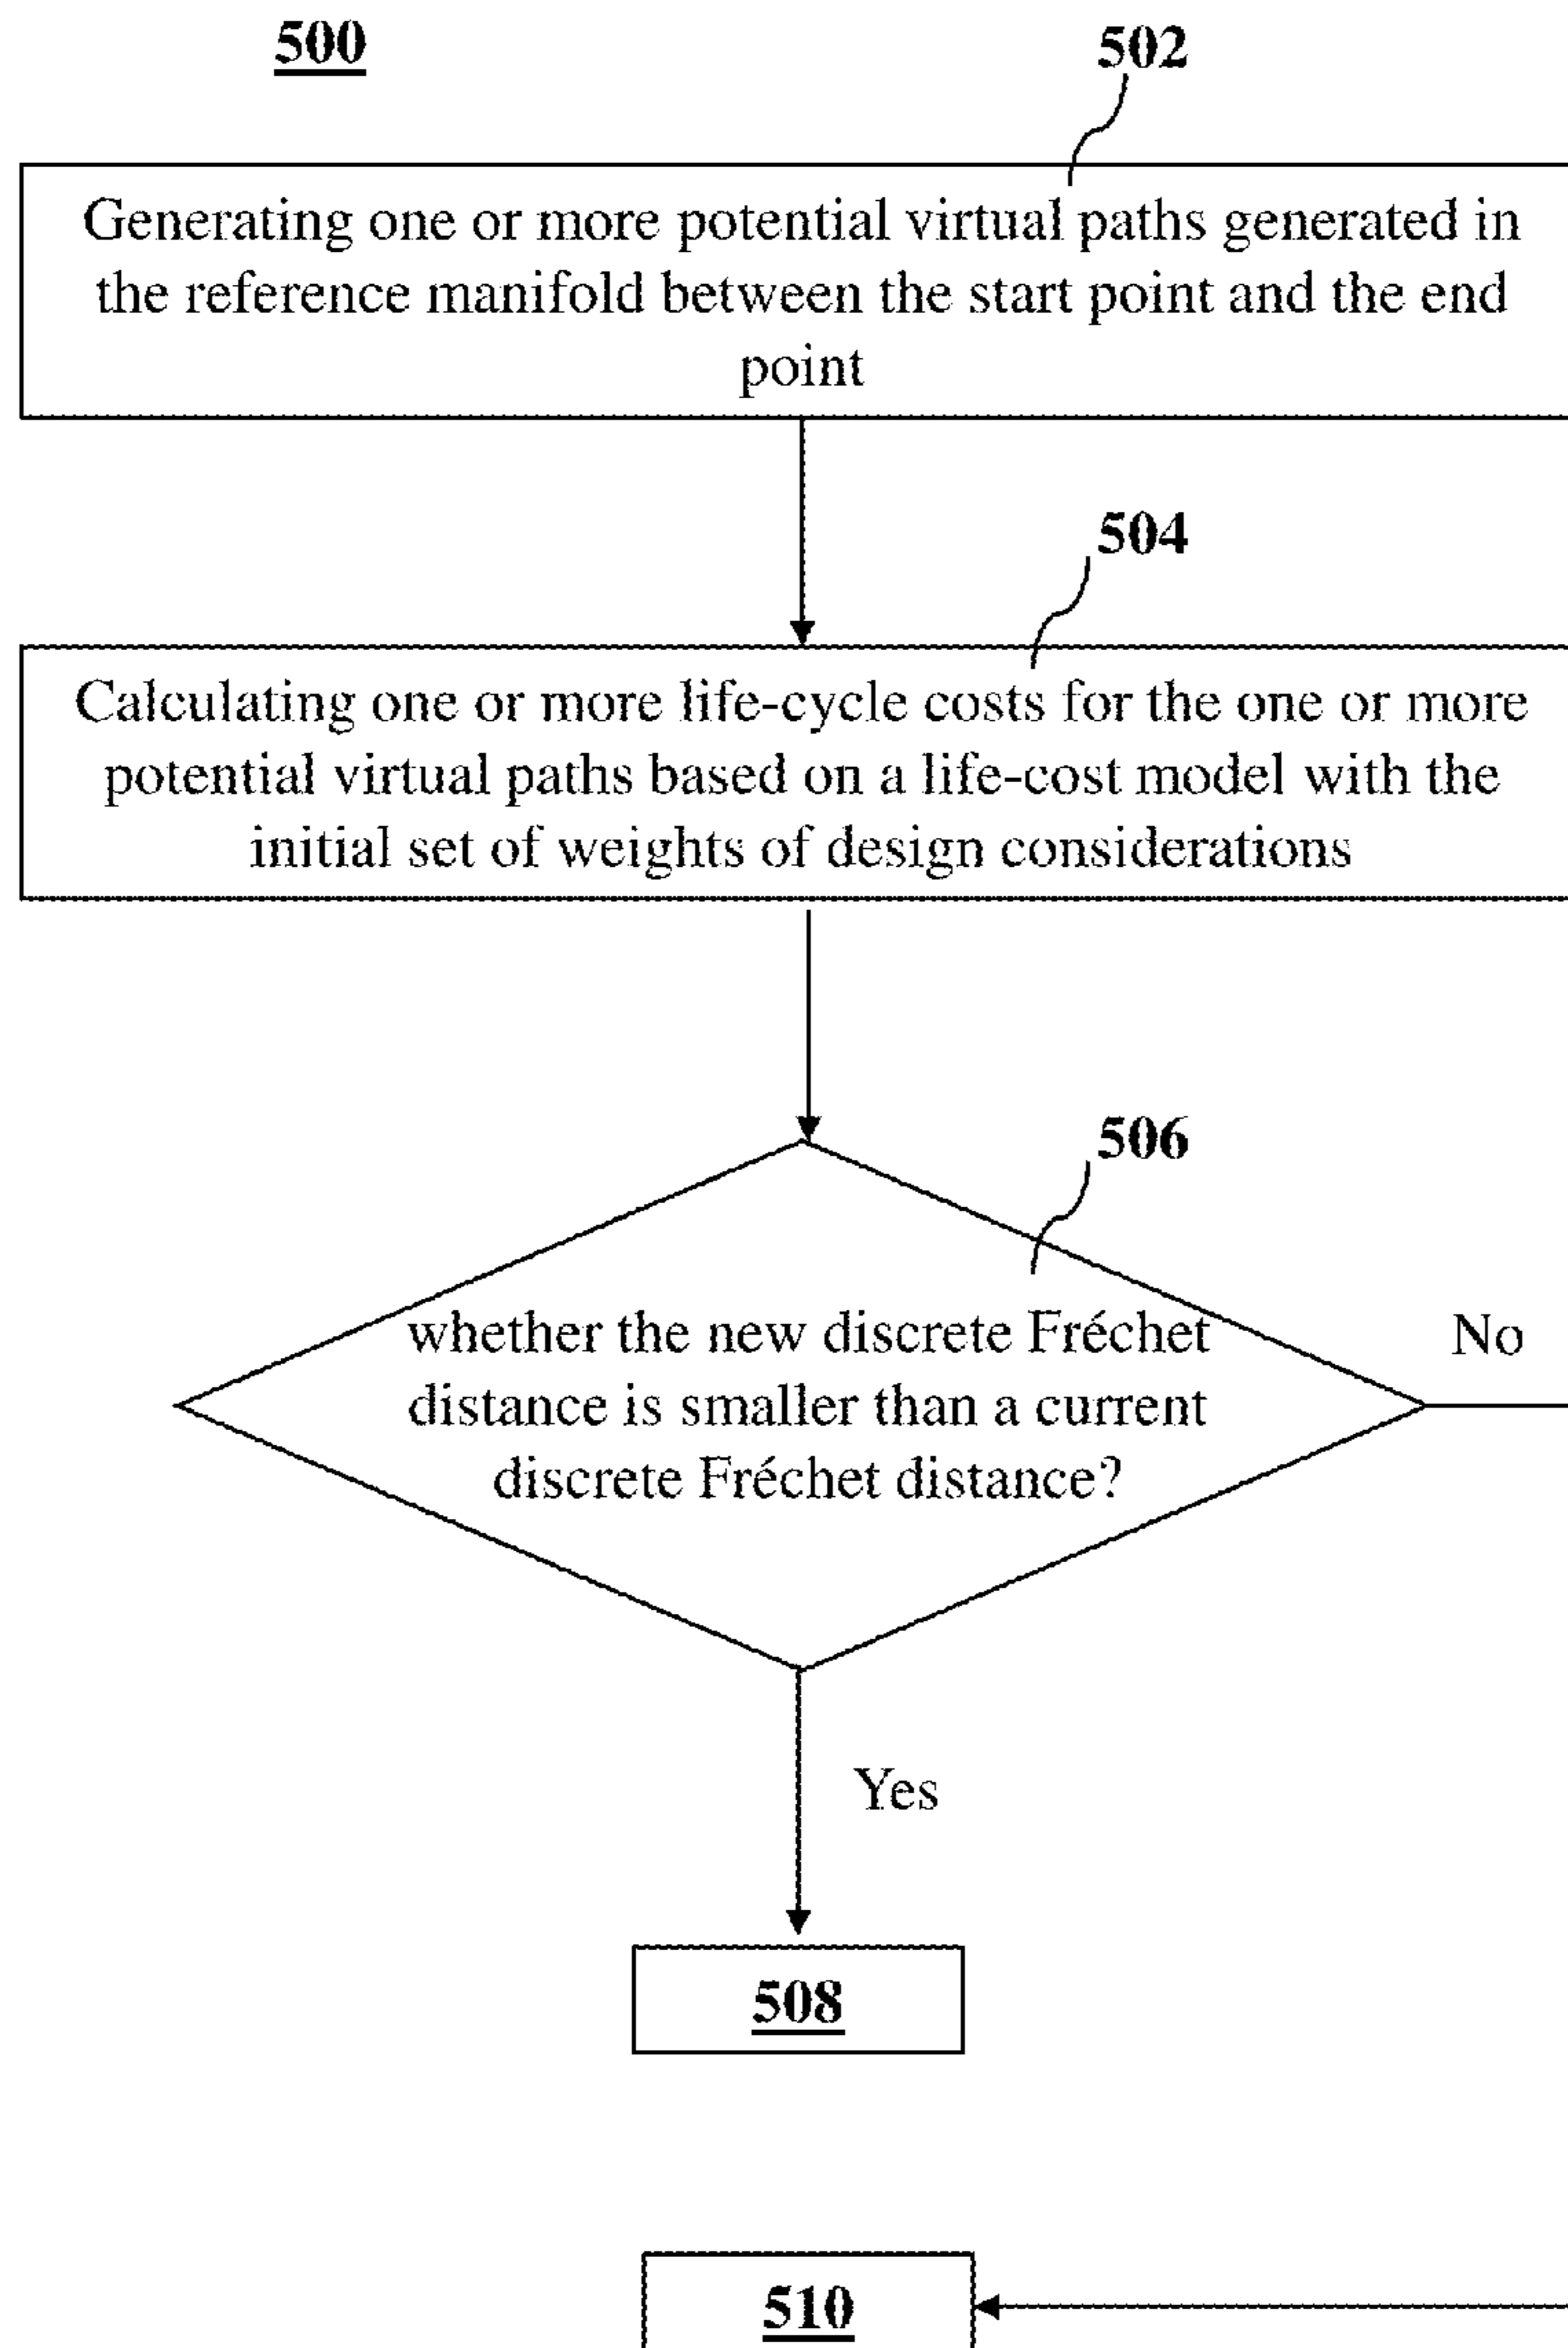 500
502
Generating one or more potential virtual paths generated in
the reference manifold between the start point and the end
point
504
Calculating one or more life-cycle costs for the one or more
potential virtual paths based on a life-cost model with the
initial set of weights of design considerations
506
whether the new discrete Fréchet
distance is smaller than a current
discrete Fréchet distance?
No
Yes
508
510